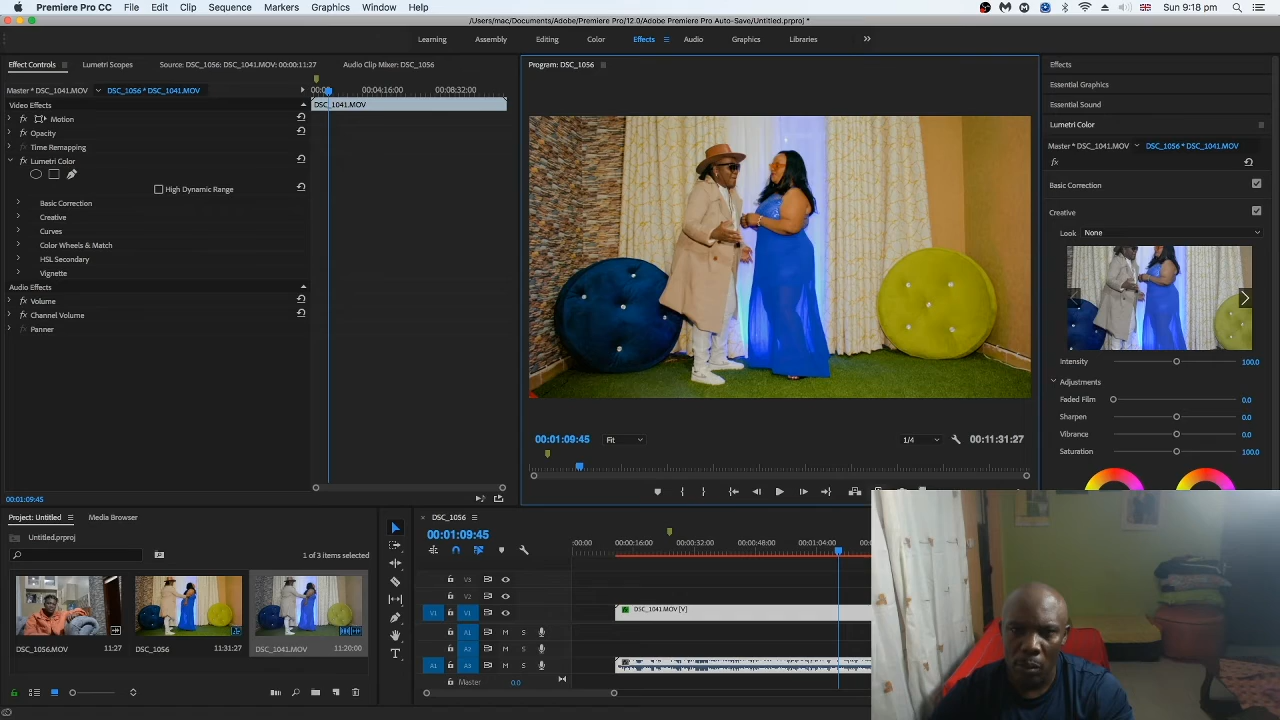 Premiere Pro CC File Edit Clip Sequence Markers Graphics Window Help Sun 9:18 pm
/Users/mac/Documents/Adobe/Premiere Pro/12.0/Adobe Premiere Pro Auto-Save/Untitled.prproj *
Learning Assembly Editing Color Effects Audio Graphics Libraries
Effect Controls Lumetri Scopes Source: DSC_1056: DSC_1041.MOV: 00:00:11:27 Audio Clip Mixer: DSC_1056
Master * DSC_1041.MOV DSC_1056 * DSC_1041.MOV
00:04:16:00 00:08:32:00
Video Effects
DSC_1041.MOV
fx Motion
fx Opacity
fx Time Remapping
fx Lumetri Color
High Dynamic Range
Basic Correction
Creative
Curves
Color Wheels & Match
HSL Secondary
Vignette
Audio Effects
fx Volume
fx Channel Volume
fx Panner
00:01:09:45
Program: DSC_1056
00:01:09:45 Fit 1/4 00:11:31:27
Effects
Essential Graphics
Essential Sound
Lumetri Color
Master * DSC_1041.MOV DSC_1056 * DSC_1041.MOV
fx
Basic Correction
Creative
Look None
Intensity 100.0
Adjustments
Faded Film 0.0
Sharpen 0.0
Vibrance 0.0
Saturation 100.0
Project: Untitled Media Browser
Untitled.prproj
1 of 3 items selected
DSC_1056.MOV 11:27
DSC_1056 11:31:27
DSC_1041.MOV 11:20:00
DSC_1056
00:01:09:45
:00:00 00:00:16:00 00:00:32:00 00:00:48:00 00:01:04:00
V3
V2
V1 V1 DSC_1041.MOV [V]
A1 M S
A2 M S
A1 A3 M S
Master 0.0